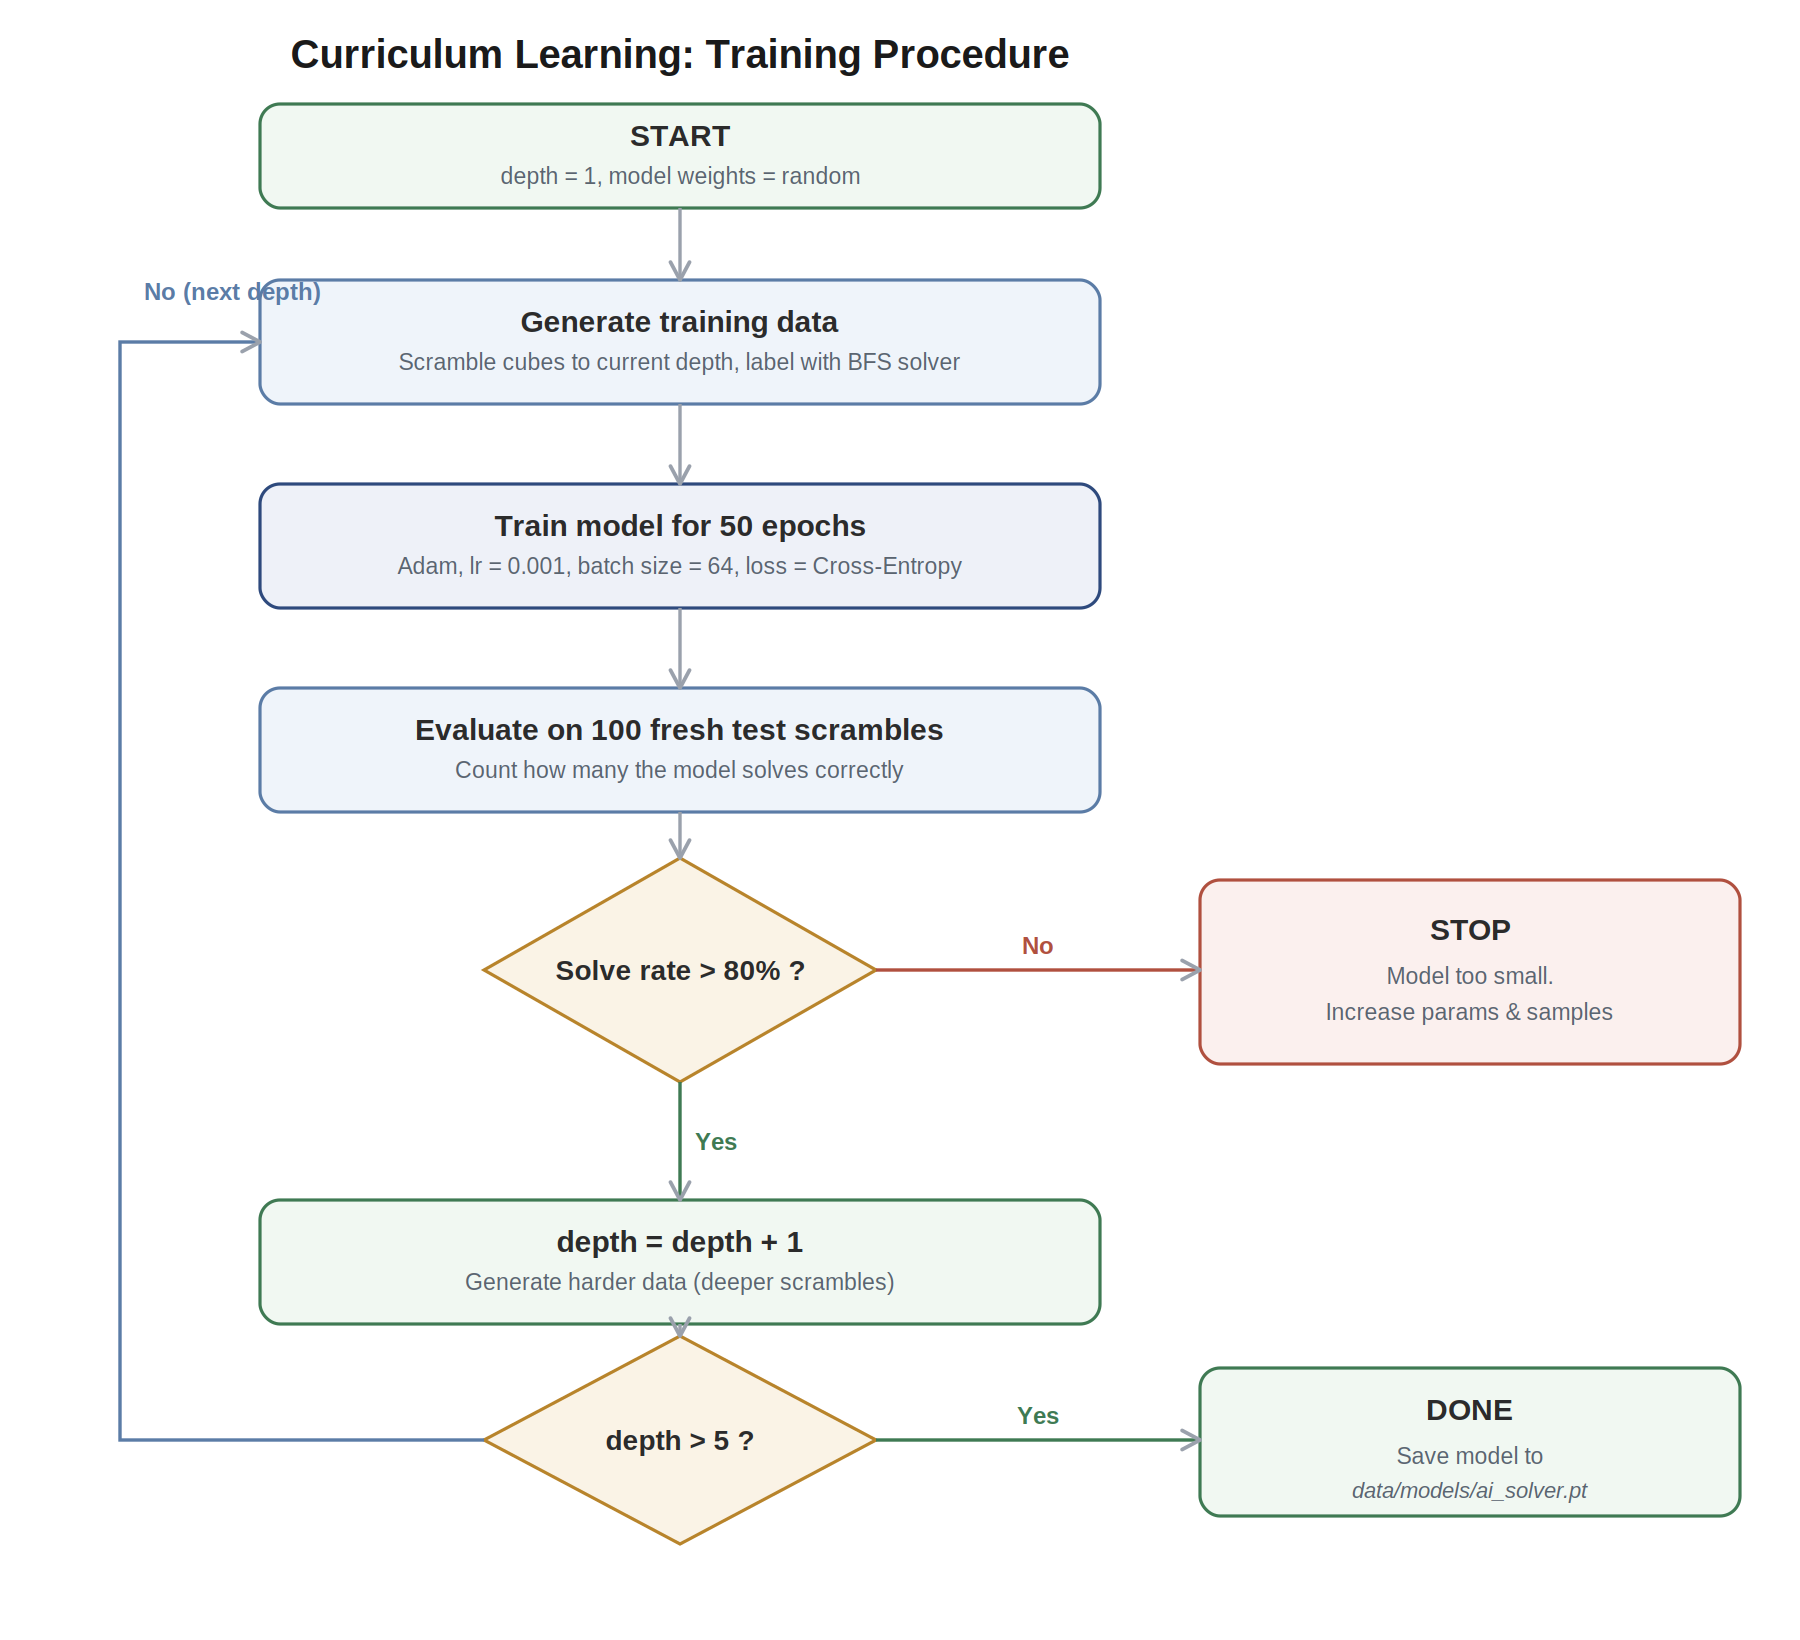 Curriculum Learning: Training Procedure
START
depth = 1, model weights = random
No (next depth)
Generate training data
Scramble cubes to current depth, label with BFS solver
Train model for 50 epochs
Adam, lr = 0.001, batch size = 64, loss = Cross-Entropy
Evaluate on 100 fresh test scrambles
Count how many the model solves correctly
Solve rate > 80% ?
No
STOP
Model too small.
Increase params & samples
Yes
depth = depth + 1
Generate harder data (deeper scrambles)
depth > 5 ?
Yes
DONE
Save model to
data/models/ai_solver.pt